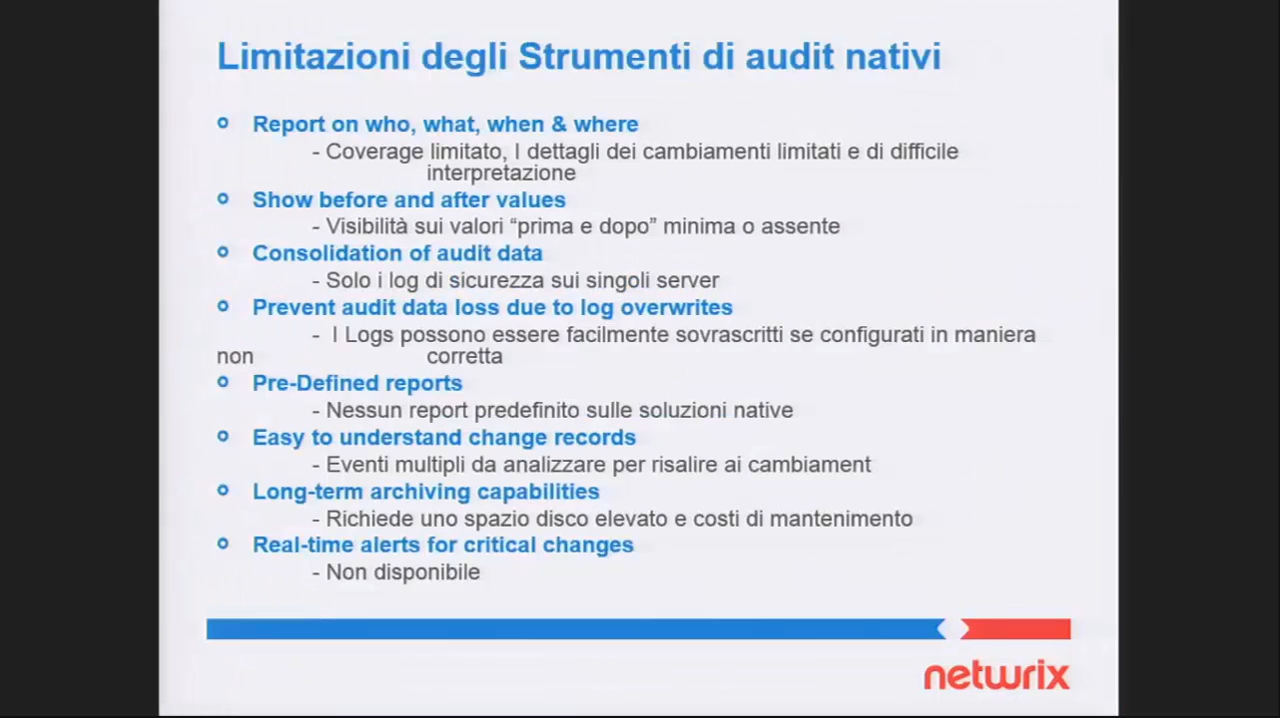 Limitazioni degli Strumenti di audit nativi
Report on who, what, when & where
- Coverage limitato, I dettagli dei cambiamenti limitati e di difficile
interpretazione
Show before and after values
- Visibilità sui valori “prima e dopo” minima o assente
Consolidation of audit data
- Solo i log di sicurezza sui singoli server
Prevent audit data loss due to log overwrites
- I Logs possono essere facilmente sovrascritti se configurati in maniera
non corretta
Pre-Defined reports
- Nessun report predefinito sulle soluzioni native
Easy to understand change records
- Eventi multipli da analizzare per risalire ai cambiament
Long-term archiving capabilities
- Richiede uno spazio disco elevato e costi di mantenimento
Real-time alerts for critical changes
- Non disponibile
netwrix